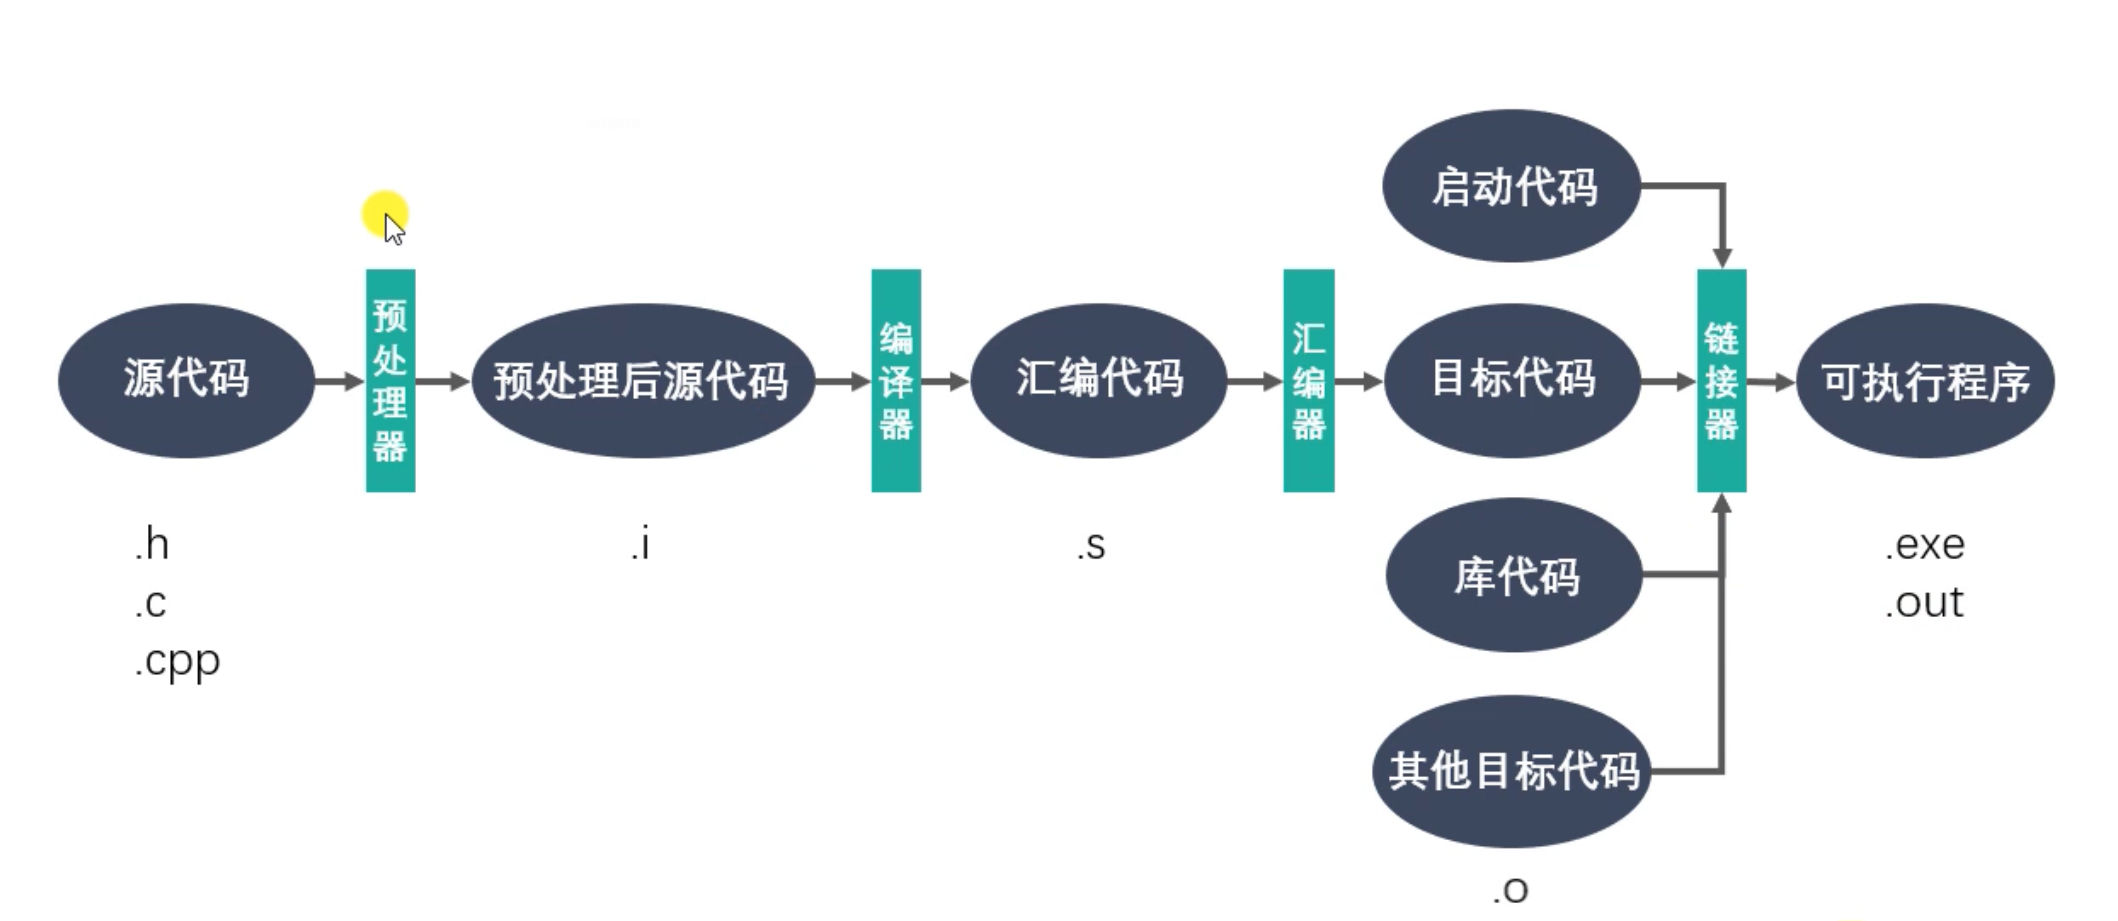 启动代码
源代码
预处理器
预处理后源代码
编译器
汇编代码
汇编器
目标代码
链接器
可执行程序
库代码
其他目标代码
.h
.c
.cpp
.i
.s
.o
.exe
.out